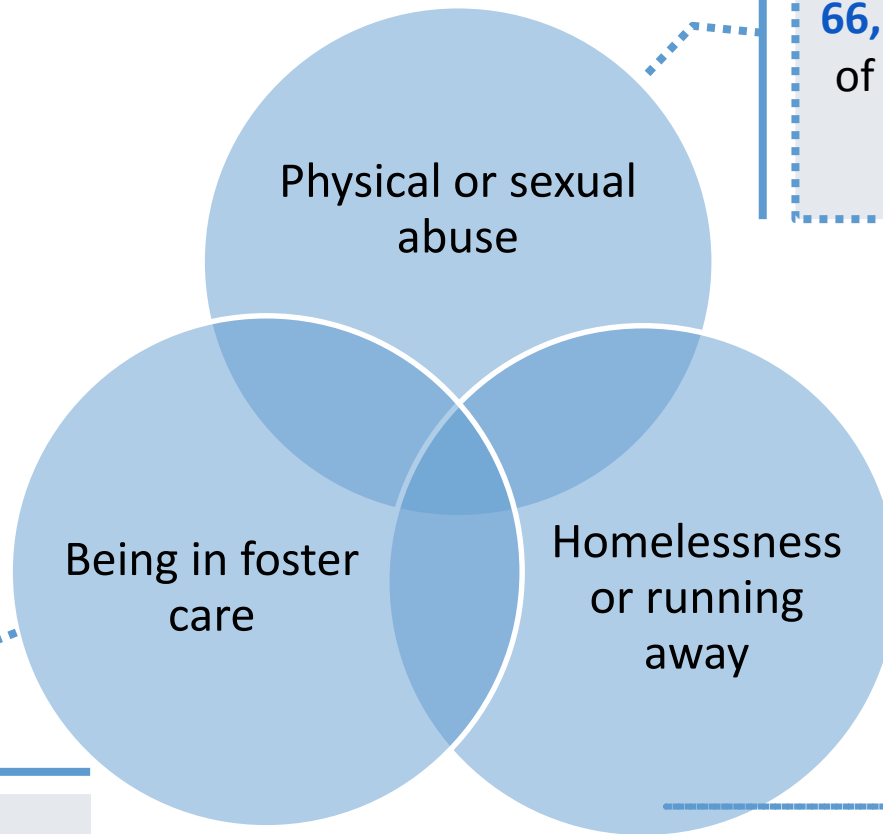 66,
of
Physical or sexual
abuse
Being in foster
care
Homelessness
or running
away